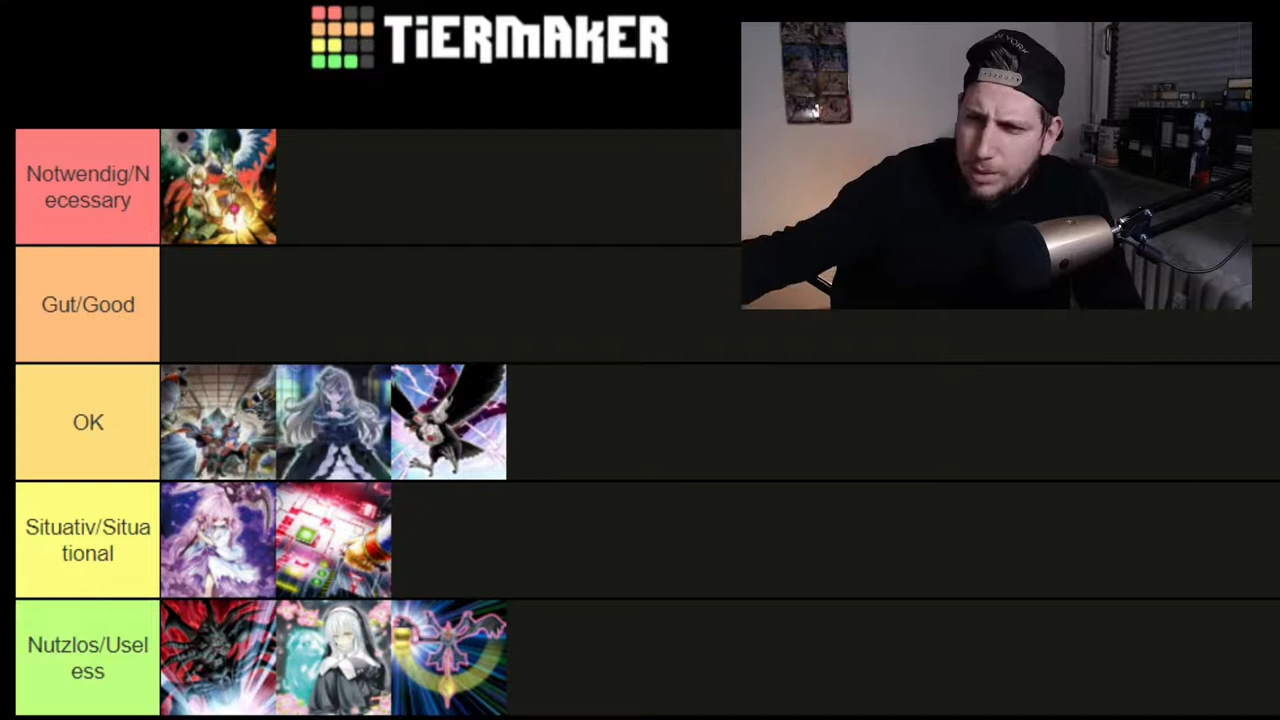 TiERMAKER
Notwendig/N
ecessary
Gut/Good
OK
Situativ/Situa
tional
Nutzlos/Usel
ess